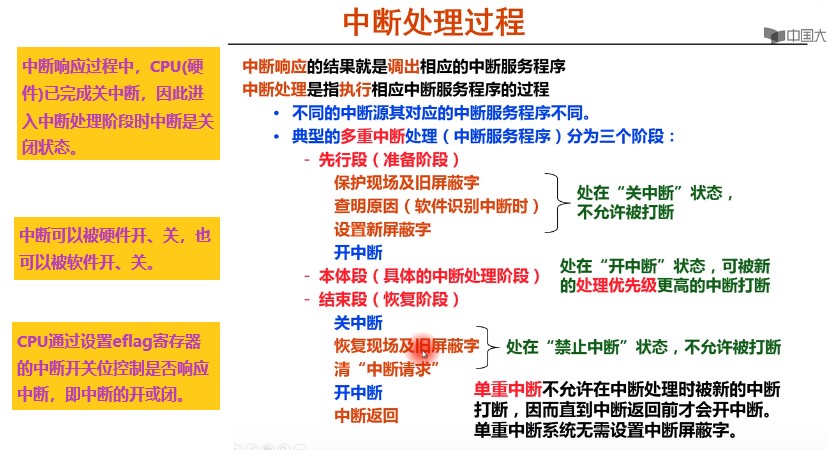 中断处理过程
中国大
中断响应过程中，CPU(硬
件)已完成关中断，因此进
入中断处理阶段时中断是关
闭状态。
中断可以被硬件开、关，也
可以被软件开、关。
CPU通过设置eflag寄存器
的中断开关位控制是否响应
中断，即中断的开或闭。
中断响应的结果就是调出相应的中断服务程序
中断处理是指执行相应中断服务程序的过程
• 不同的中断源其对应的中断服务程序不同。
• 典型的多重中断处理（中断服务程序）分为三个阶段：
- 先行段（准备阶段）
保护现场及旧屏蔽字
查明原因（软件识别中断时）
设置新屏蔽字
处在“关中断”状态，
不允许被打断
开中断
- 本体段（具体的中断处理阶段）
处在“开中断”状态，可被新
的处理优先级更高的中断打断
- 结束段（恢复阶段）
关中断
恢复现场及旧屏蔽字
清“中断请求”
处在“禁止中断”状态，不允许被打断
开中断
中断返回
单重中断不允许在中断处理时被新的中断
打断，因而直到中断返回前才会开中断。
单重中断系统无需设置中断屏蔽字。